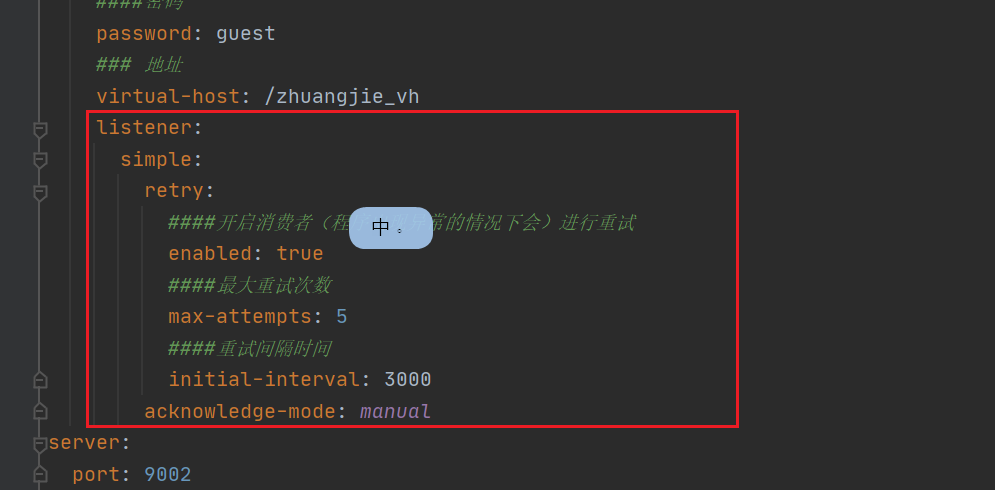 ####密码
password: guest
### 地址
virtual-host: /zhuangjie_vh
listener:
simple:
retry:
####开启消费者（程 常的情况下会）进行重试
中 。
enabled: true
####最大重试次数
max-attempts: 5
####重试间隔时间
initial-interval: 3000
acknowledge-mode: manual
server:
port: 9002